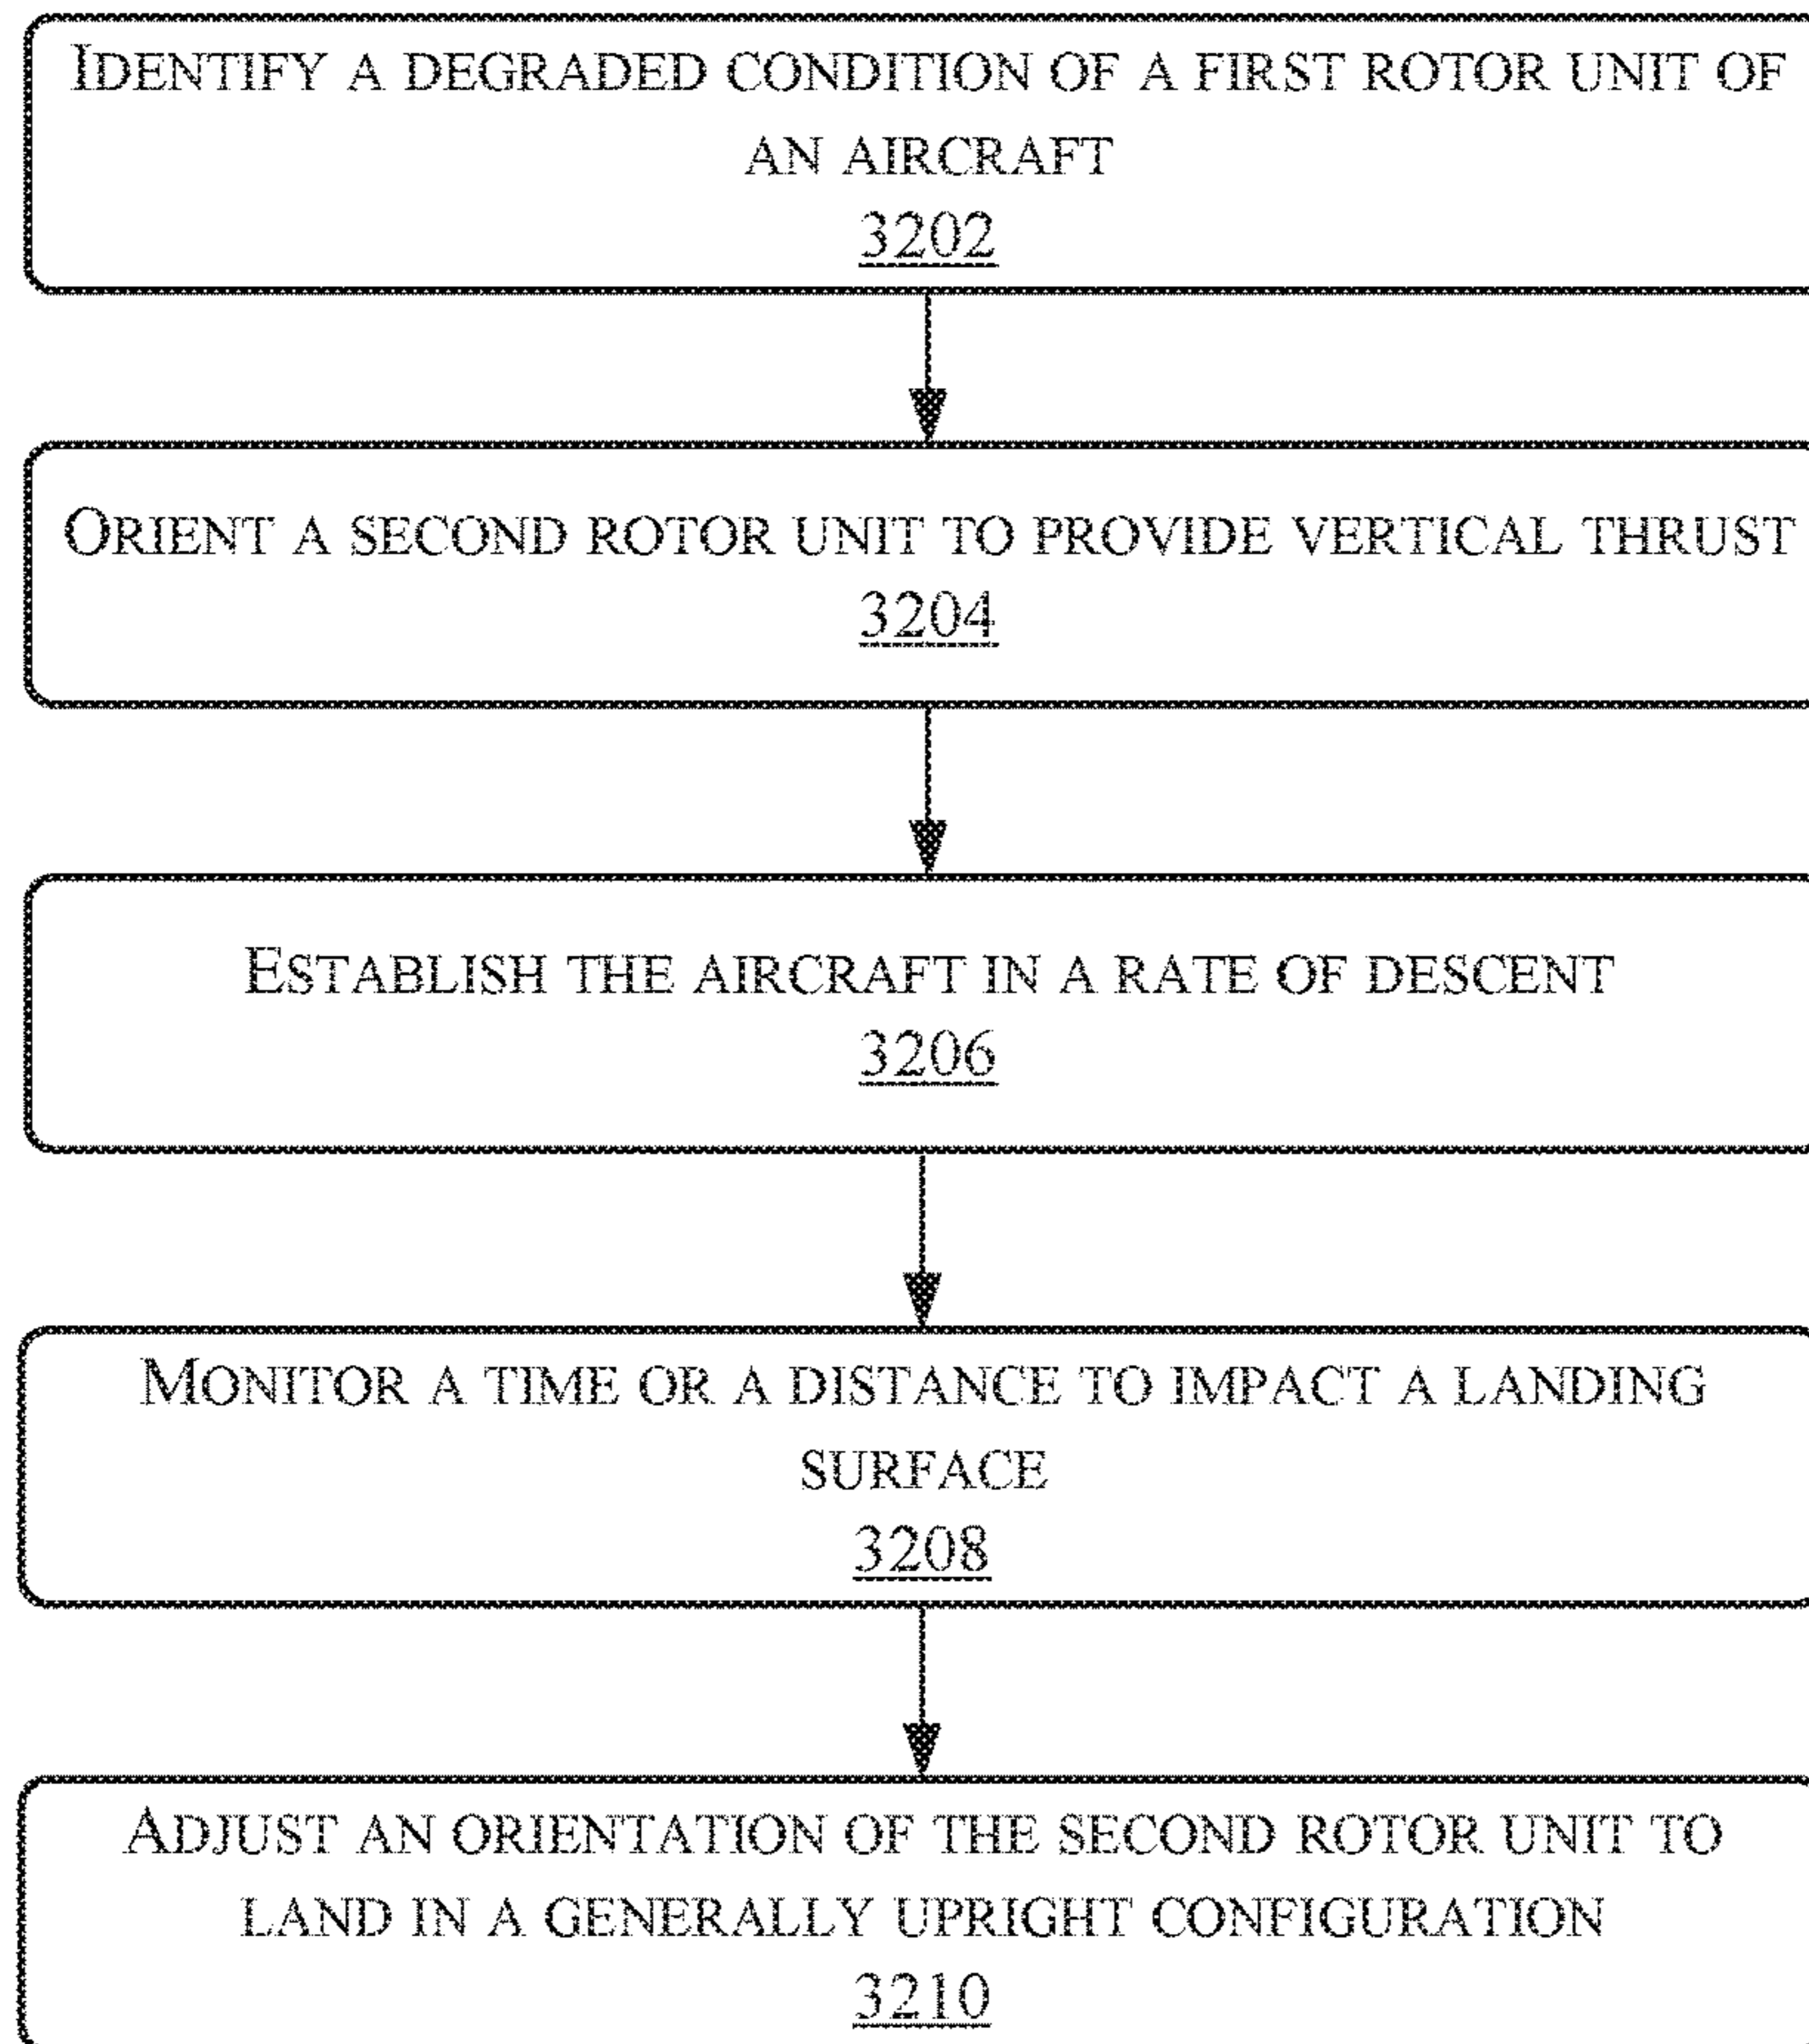 IDENTIFY A DEGRADED CONDITION OF A FIRST ROTOR UNIT OF
AN AIRCRAFT
3202
ORIENT A SECOND ROTOR UNIT TO PROVIDE VERTICAL THRUST
3204
ESTABLISH THE AIRCRAFT IN A RATE OF DESCENT
3206
MONITOR A TIME OR A DISTANCE TO IMPACT A LANDING
SURFACE
3208
ADJUST AN ORIENTATION OF THE SECOND ROTOR UNIT TO
LAND IN A GENERALLY UPRIGHT CONFIGURATION
3210